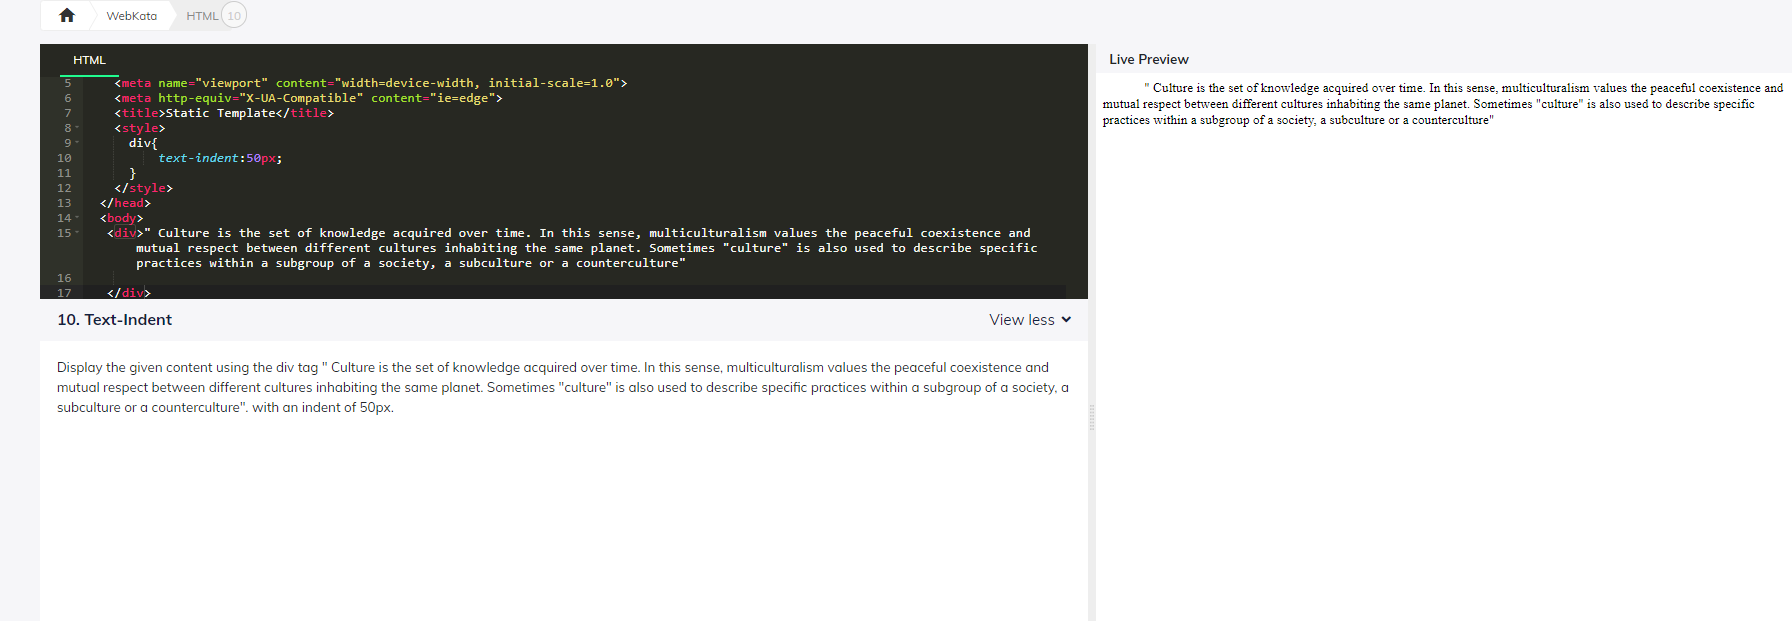 WebKata
HTML 10
HTML
5 <meta name="viewport" content="width=device-width, initial-scale=1.0">
6 <meta http-equiv="X-UA-Compatible" content="ie=edge">
7 <title>Static Template</title>
8 <style>
9 div{
10 text-indent:50px;
11 }
12 </style>
13 </head>
14 <body>
15 <div>" Culture is the set of knowledge acquired over time. In this sense, multiculturalism values the peaceful coexistence and
mutual respect between different cultures inhabiting the same planet. Sometimes "culture" is also used to describe specific
practices within a subgroup of a society, a subculture or a counterculture"
16
17 </div>
10. Text-Indent
View less
Display the given content using the div tag " Culture is the set of knowledge acquired over time. In this sense, multiculturalism values the peaceful coexistence and
mutual respect between different cultures inhabiting the same planet. Sometimes "culture" is also used to describe specific practices within a subgroup of a society, a
subculture or a counterculture". with an indent of 50px.
Live Preview
" Culture is the set of knowledge acquired over time. In this sense, multiculturalism values the peaceful coexistence and
mutual respect between different cultures inhabiting the same planet. Sometimes "culture" is also used to describe specific
practices within a subgroup of a society, a subculture or a counterculture"